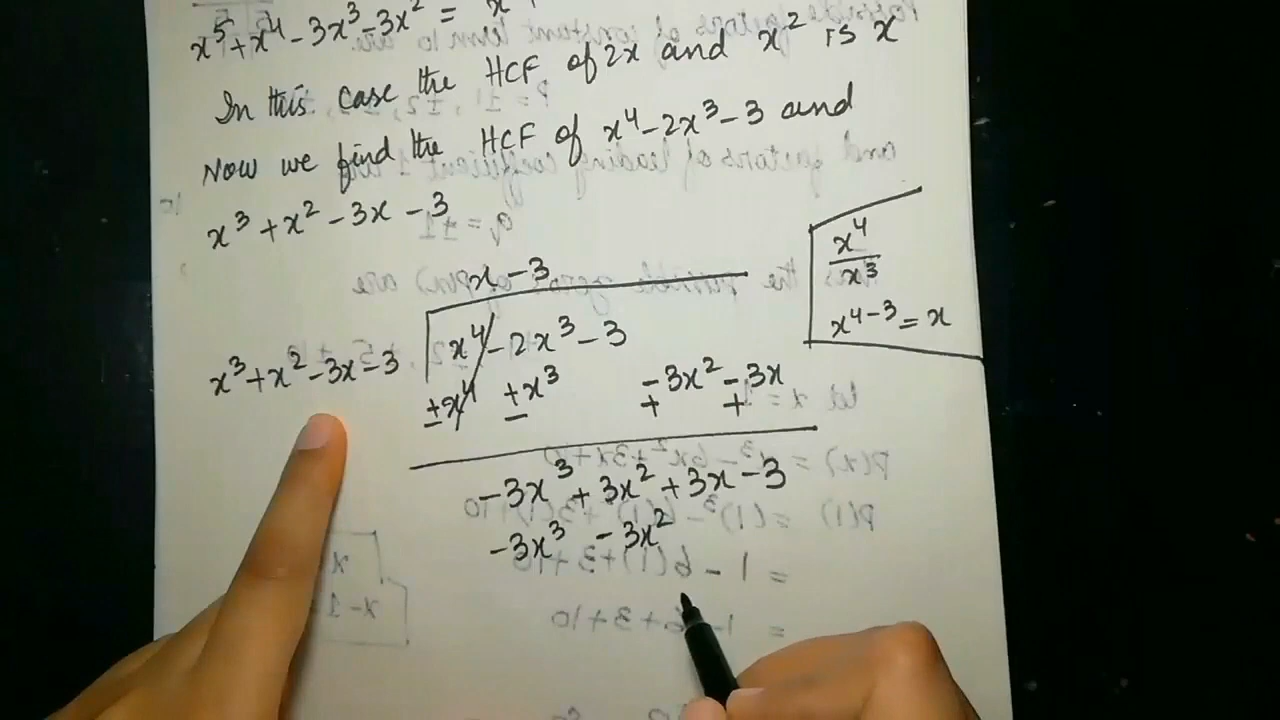 x⁵ + x⁴ - 3x³ - 3x² = x
In this case the HCF of 2x and x² is x
Now we find the HCF of x⁴ - 2x³ - 3 and
x³ + x² - 3x - 3
x - 3
x³ + x² - 3x - 3
x⁴ - 2x³ - 3
± x⁴ ± x³ - 3x² - 3x
+ +
- 3x³ + 3x² + 3x - 3
- 3x³ - 3x²
x⁴
x³
x⁴⁻³ = x